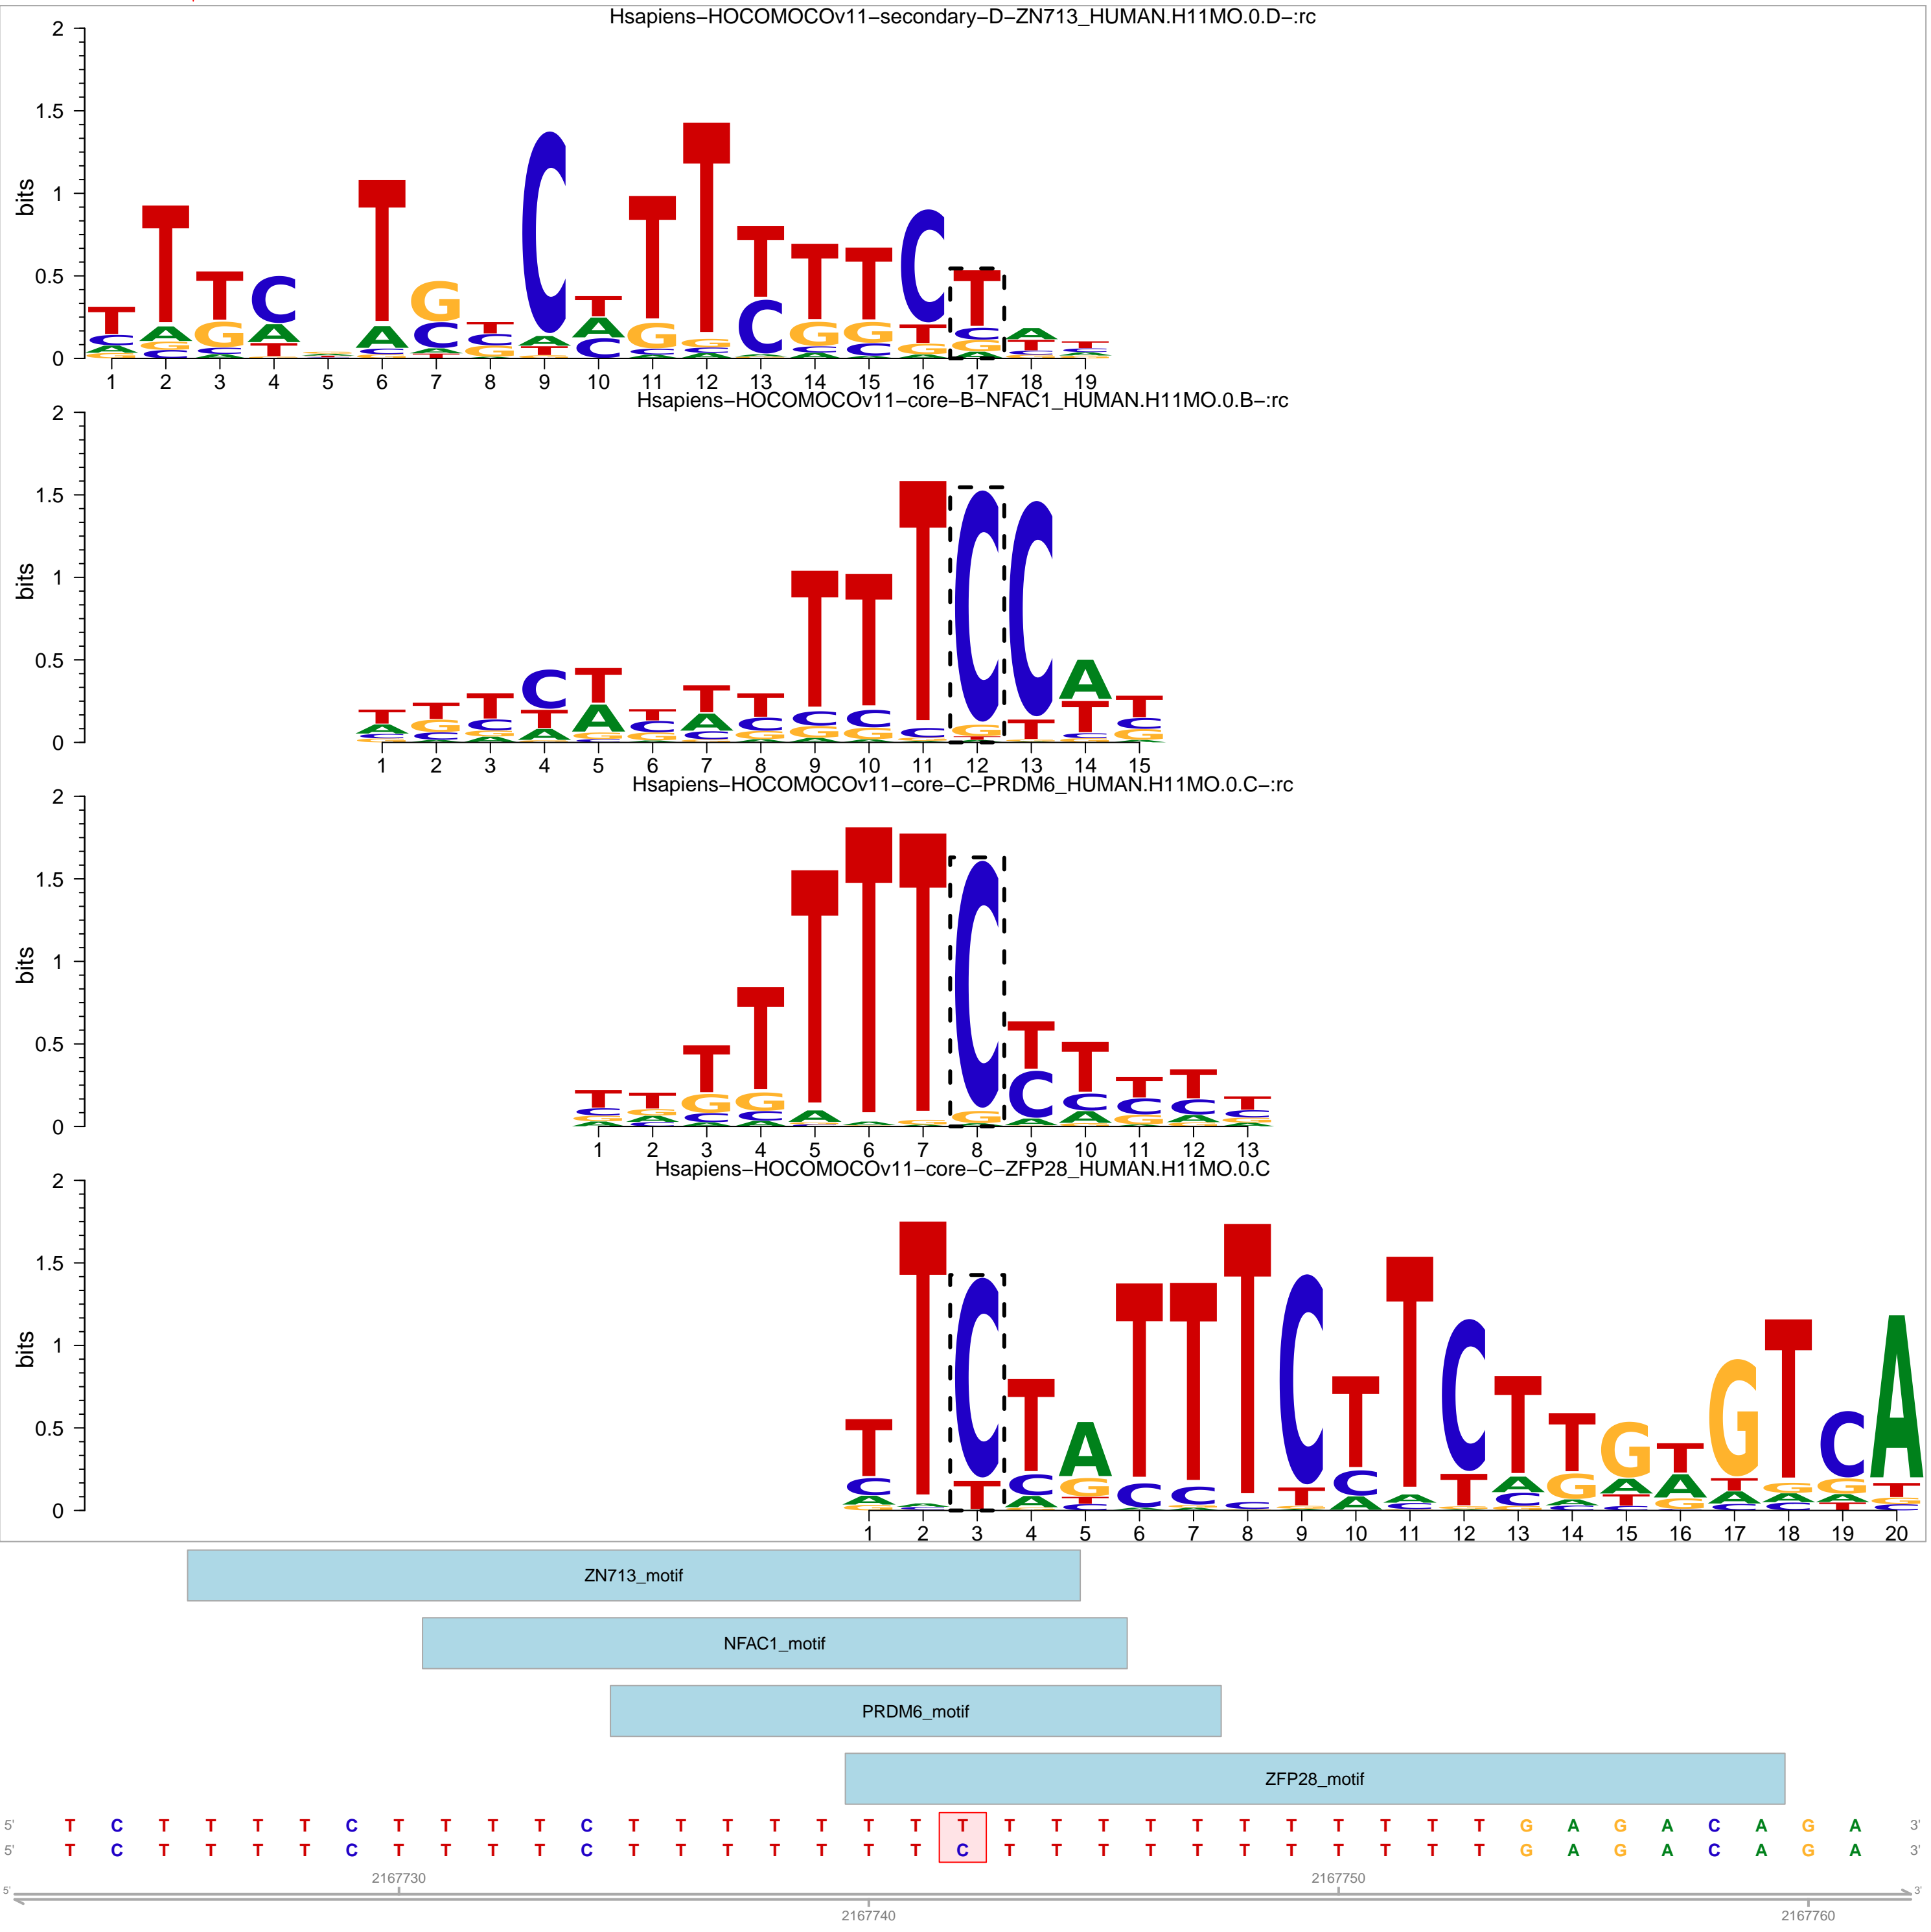 Hsapiens−HOCOMOCOv11−secondary−D−ZN713_HUMAN.H11MO.0.D−:rc
2
1.5
1
0.5
0
bits
1 2 3 4 5 6 7 8 9 10 11 12 13 14 15 16 17 18 19
Hsapiens−HOCOMOCOv11−core−B−NFAC1_HUMAN.H11MO.0.B−:rc
2
1.5
1
0.5
0
bits
1 2 3 4 5 6 7 8 9 10 11 12 13 14 15
Hsapiens−HOCOMOCOv11−core−C−PRDM6_HUMAN.H11MO.0.C−:rc
2
1.5
1
0.5
0
bits
1 2 3 4 5 6 7 8 9 10 11 12 13
Hsapiens−HOCOMOCOv11−core−C−ZFP28_HUMAN.H11MO.0.C
2
1.5
1
0.5
0
bits
1 2 3 4 5 6 7 8 9 10 11 12 13 14 15 16 17 18 19 20
ZN713_motif
NFAC1_motif
PRDM6_motif
ZFP28_motif
5' T C T T T T C T T T T C T T T T T T T T T T T T T T T T T T T G A G A C A G A 3'
5' T C T T T T C T T T T C T T T T T T T C T T T T T T T T T T T G A G A C A G A 3'
2167730 2167750
5' 3'
2167740 2167760